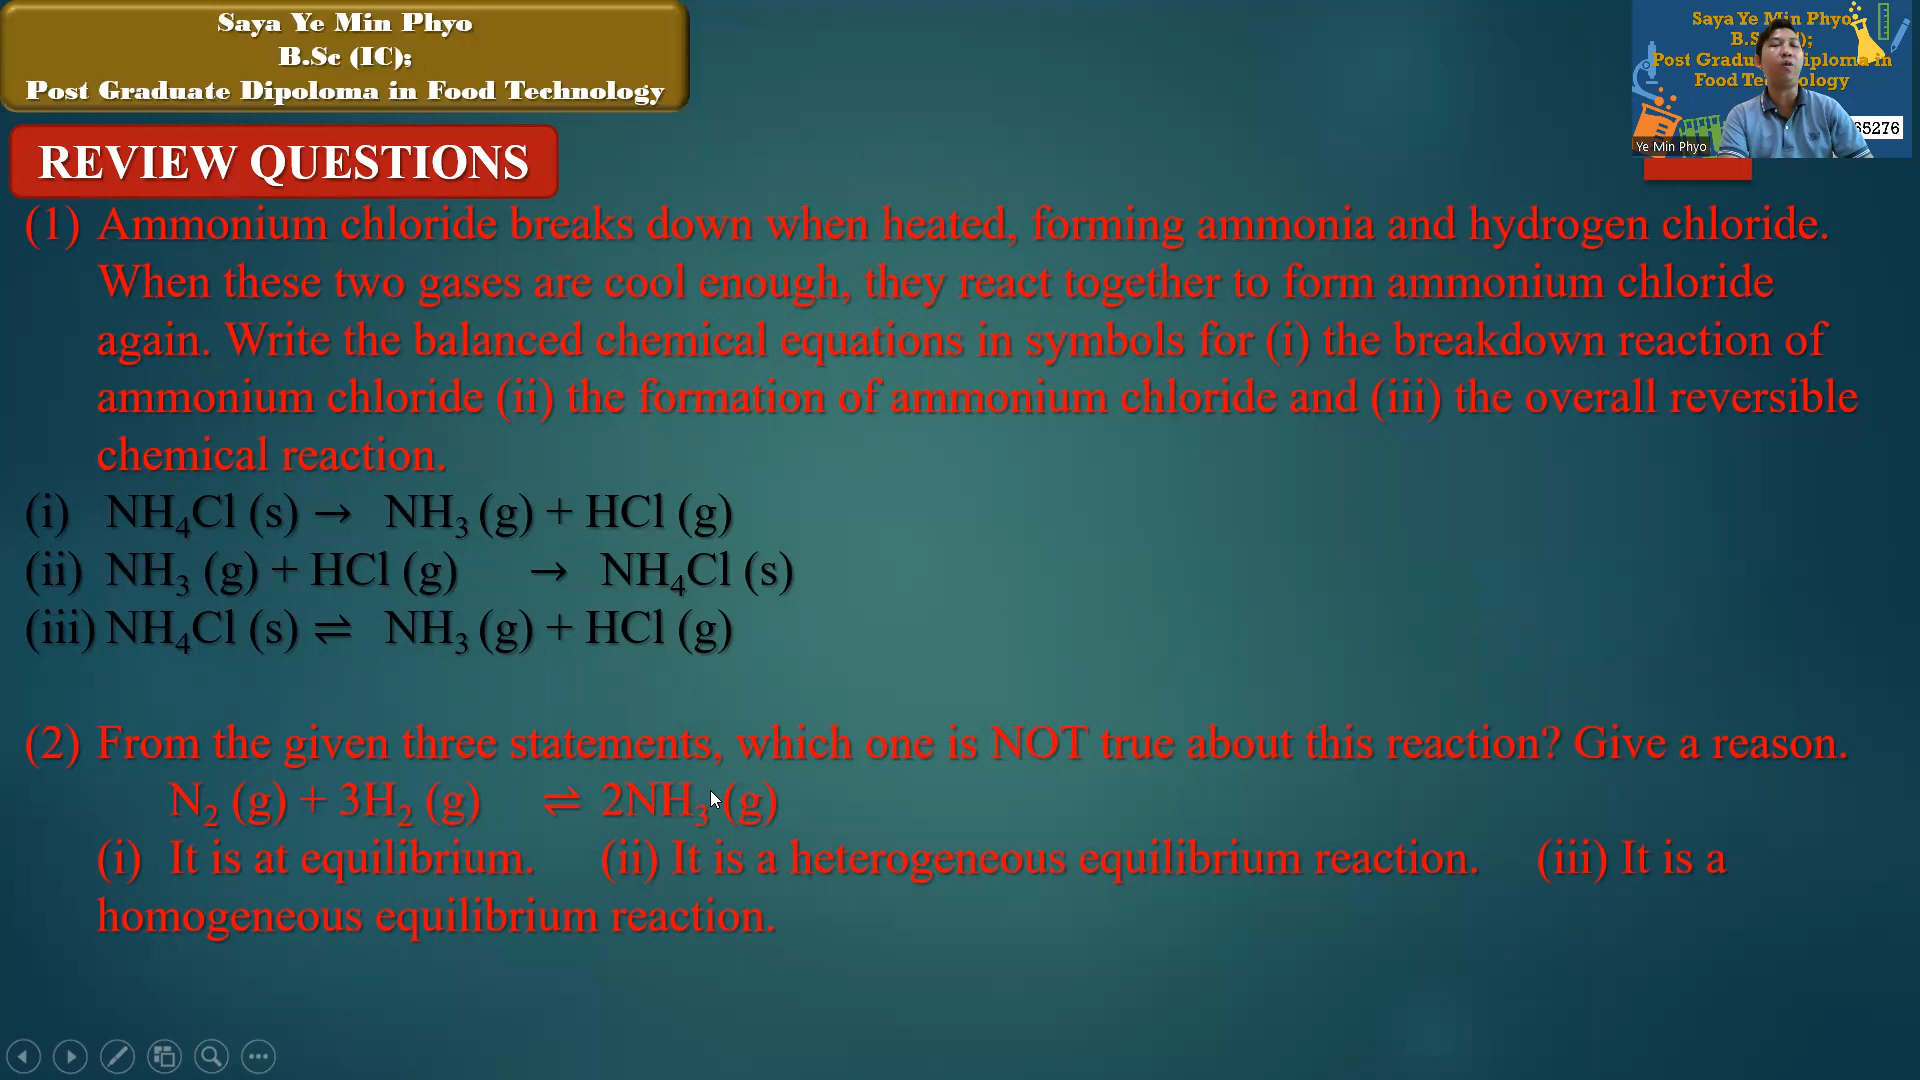 Saya Ye Min Phyo
B.Sc (IC);
Post Graduate Dipoloma in Food Technology
Saya Ye Min Phyo
Food
65276
Ye Min Phyo
REVIEW QUESTIONS
(1) Ammonium chloride breaks down when heated, forming ammonia and hydrogen chloride.
When these two gases are cool enough, they react together to form ammonium chloride
again. Write the balanced chemical equations in symbols for (i) the breakdown reaction of
ammonium chloride (ii) the formation of ammonium chloride and (iii) the overall reversible
chemical reaction.
(i) NH₄Cl (s) → NH₃ (g) + HCl (g)
(ii) NH₃ (g) + HCl (g) → NH₄Cl (s)
(iii) NH₄Cl (s) ⇌ NH₃ (g) + HCl (g)
(2) From the given three statements, which one is NOT true about this reaction? Give a reason.
N₂ (g) + 3H₂ (g) ⇌ 2NH₃ (g)
(i) It is at equilibrium. (ii) It is a heterogeneous equilibrium reaction. (iii) It is a
homogeneous equilibrium reaction.